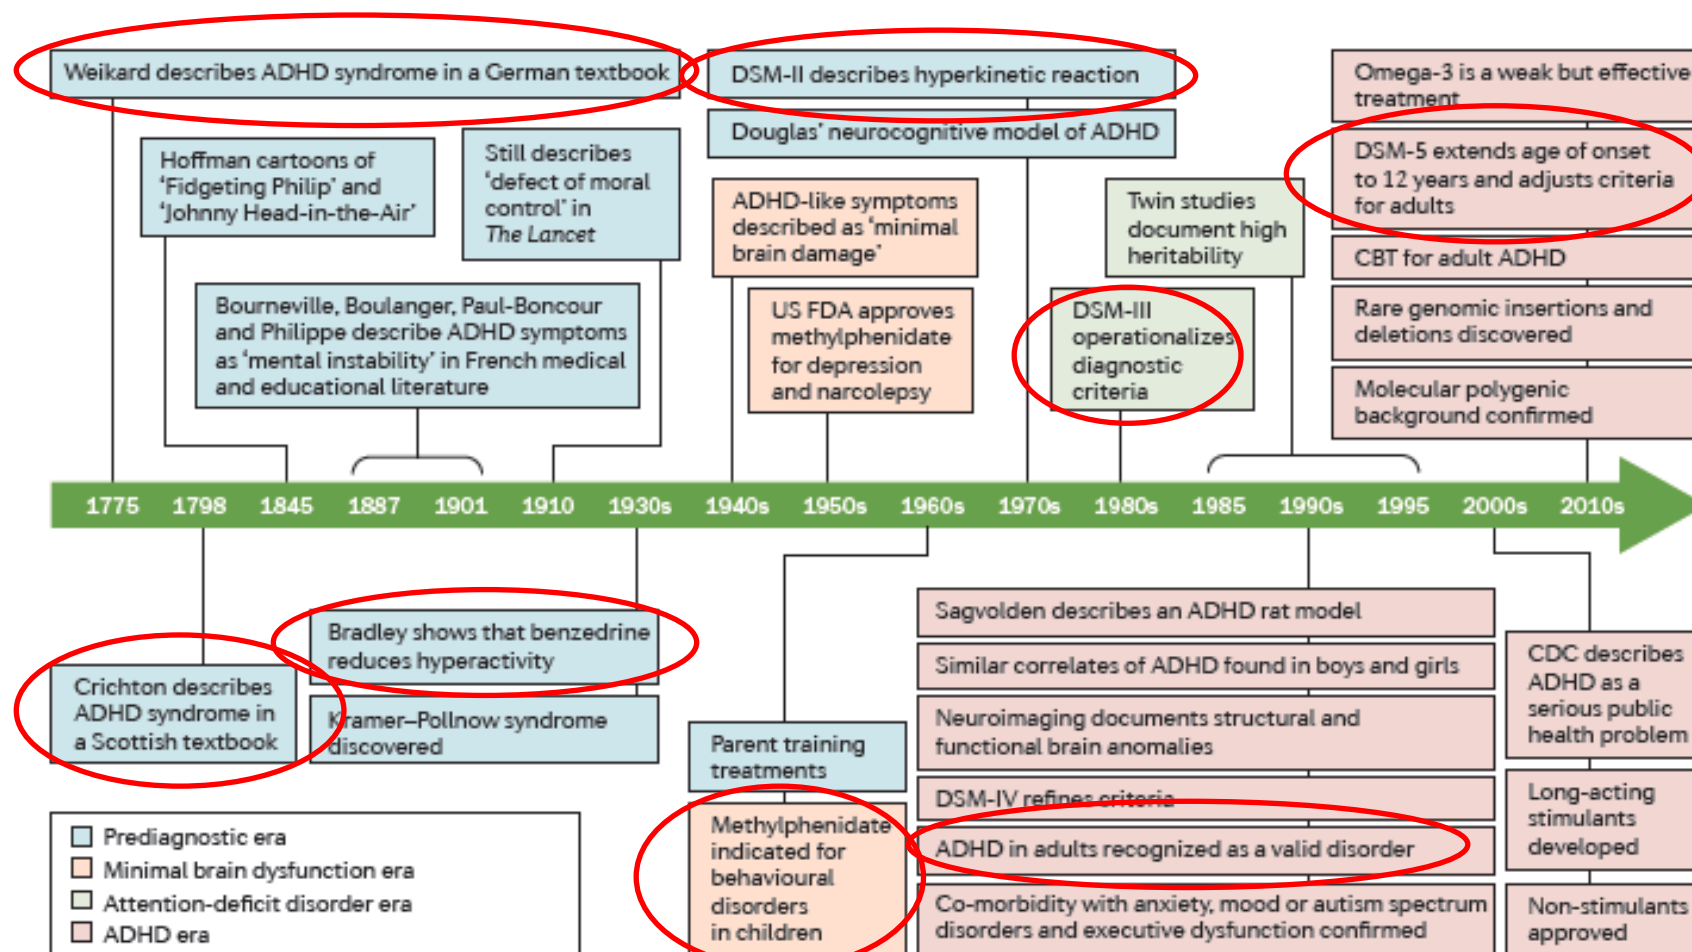 Weikard describes ADHD syndrome in a German textbook
DSM-II describes hyperkinetic reaction
Omega-3 is a weak but effective
treatment
Douglas' neurocognitive model of ADHD
Hoffman cartoons of
'Fidgeting Philip' and
'Johnny Head-in-the-Air'
Still describes
'defect of moral
control' in
The Lancet
ADHD-like symptoms
described as 'minimal
brain damage'
Twin studies
document high
heritability
DSM-5 extends age of onset
to 12 years and adjusts criteria
for adults
CBT for adult ADHD
Bourneville, Boulanger, Paul-Boncour
and Philippe describe ADHD symptoms
as 'mental instability' in French medical
and educational literature
US FDA approves
methylphenidate
for depression
and narcolepsy
DSM-III
operationalizes
diagnostic
criteria
Rare genomic insertions and
deletions discovered
Molecular polygenic
background confirmed
1775 1798 1845 1887 1901 1910 1930s 1940s 1950s 1960s 1970s 1980s 1985 1990s 1995 2000s 2010s
Crichton describes
ADHD syndrome in
a Scottish textbook
Bradley shows that benzedrine
reduces hyperactivity
Kramer–Pollnow syndrome
discovered
Parent training
treatments
Methylphenidate
indicated for
behavioural
disorders
in children
Sagvolden describes an ADHD rat model
Similar correlates of ADHD found in boys and girls
Neuroimaging documents structural and
functional brain anomalies
DSM-IV refines criteria
ADHD in adults recognized as a valid disorder
Co-morbidity with anxiety, mood or autism spectrum
disorders and executive dysfunction confirmed
CDC describes
ADHD as a
serious public
health problem
Long-acting
stimulants
developed
Non-stimulants
approved
Prediagnostic era
Minimal brain dysfunction era
Attention-deficit disorder era
ADHD era